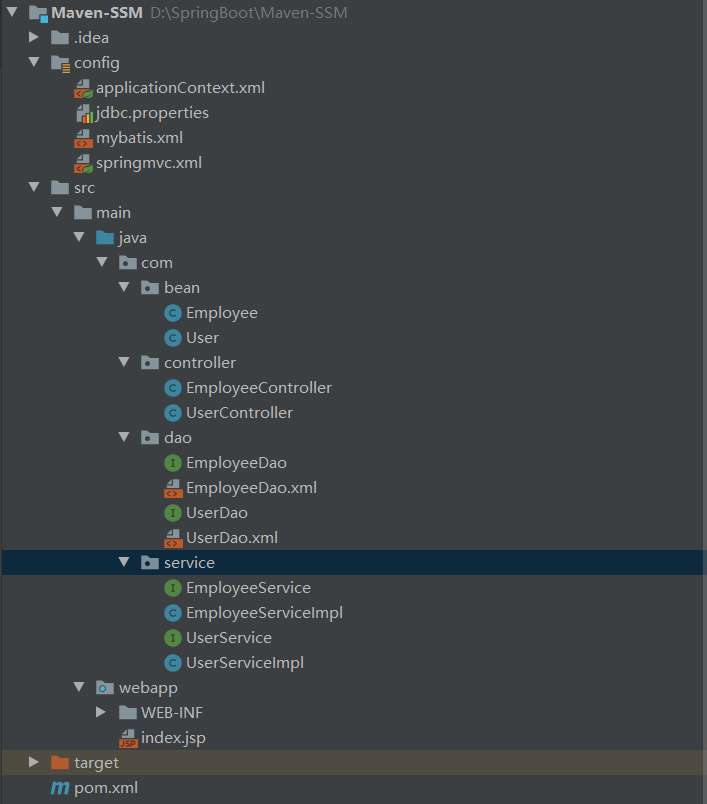 Maven-SSM D:\SpringBoot\Maven-SSM
.idea
config
applicationContext.xml
jdbc.properties
mybatis.xml
springmvc.xml
src
main
java
com
bean
Employee
User
controller
EmployeeController
UserController
dao
EmployeeDao
EmployeeDao.xml
UserDao
UserDao.xml
service
EmployeeService
EmployeeServiceImpl
UserService
UserServiceImpl
webapp
WEB-INF
index.jsp
target
pom.xml